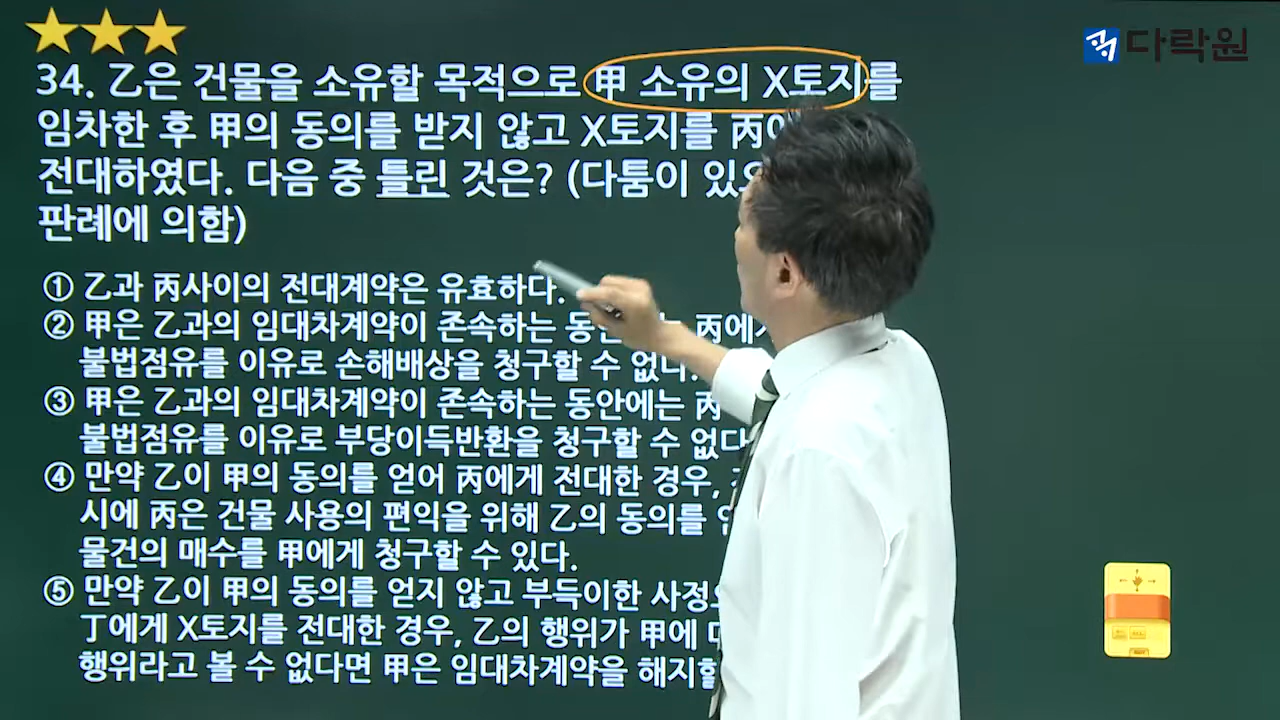 다락원
34. 乙은 건물을 소유할 목적으로 甲 소유의 X토지를
임차한 후 甲의 동의를 받지 않고 X토지를 丙에
전대하였다. 다음 중 틀린 것은? (다툼이
판례에 의함)
① 乙과 丙사이의 전대계약은 유효하다.
② 甲은 乙과의 임대차계약이 존속하는 丙에게
불법점유를 이유로 손해배상을 청구할 수 없다.
③ 甲은 乙과의 임대차계약이 존속하는 동안에는 丙
불법점유를 이유로 부당이득반환을 청구할 수 없다
④ 만약 乙이 甲의 동의를 얻어 丙에게 전대한 경우,
시에 丙은 건물 사용의 편익을 위해 乙의 동의를
물건의 매수를 甲에게 청구할 수 있다.
⑤ 만약 乙이 甲의 동의를 얻지 않고 부득이한
丁에게 X토지를 전대한 경우, 乙의 행위가 甲에
행위라고 볼 수 없다면 甲은 임대차계약을